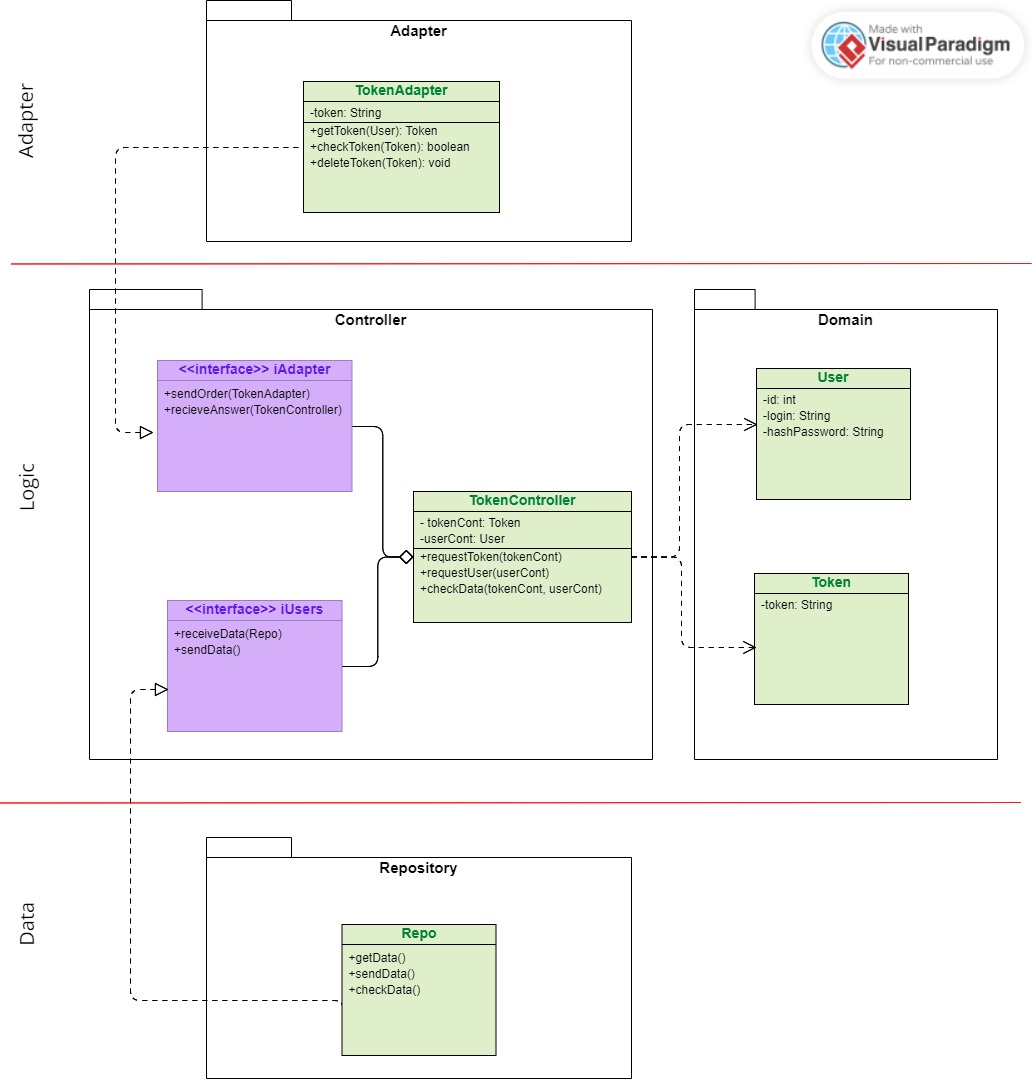 Made with
VisualParadigm
For non-commercial use
Adapter
Adapter
TokenAdapter
-token: String
+getToken(User): Token
+checkToken(Token): boolean
+deleteToken(Token): void
Logic
Controller
<<interface>> iAdapter
+sendOrder(TokenAdapter)
+recieveAnswer(TokenController)
TokenController
- tokenCont: Token
-userCont: User
+requestToken(tokenCont)
+requestUser(userCont)
+checkData(tokenCont, userCont)
<<interface>> iUsers
+receiveData(Repo)
+sendData()
Domain
User
-id: int
-login: String
-hashPassword: String
Token
-token: String
Data
Repository
Repo
+getData()
+sendData()
+checkData()